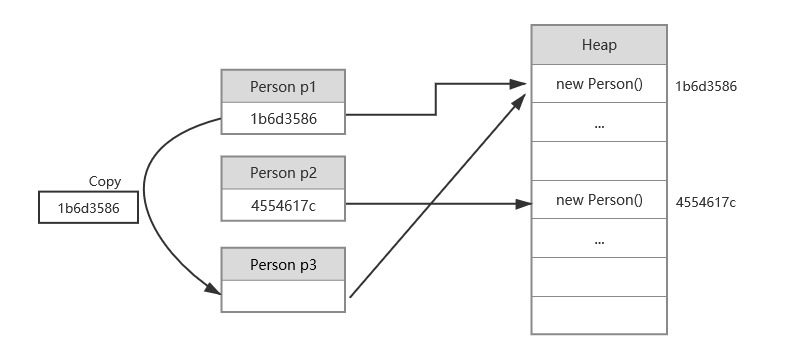 Heap
Person p1
new Person()
1b6d3586
1b6d3586
...
Person p2
Copy
1b6d3586
4554617c
new Person()
4554617c
...
Person p3